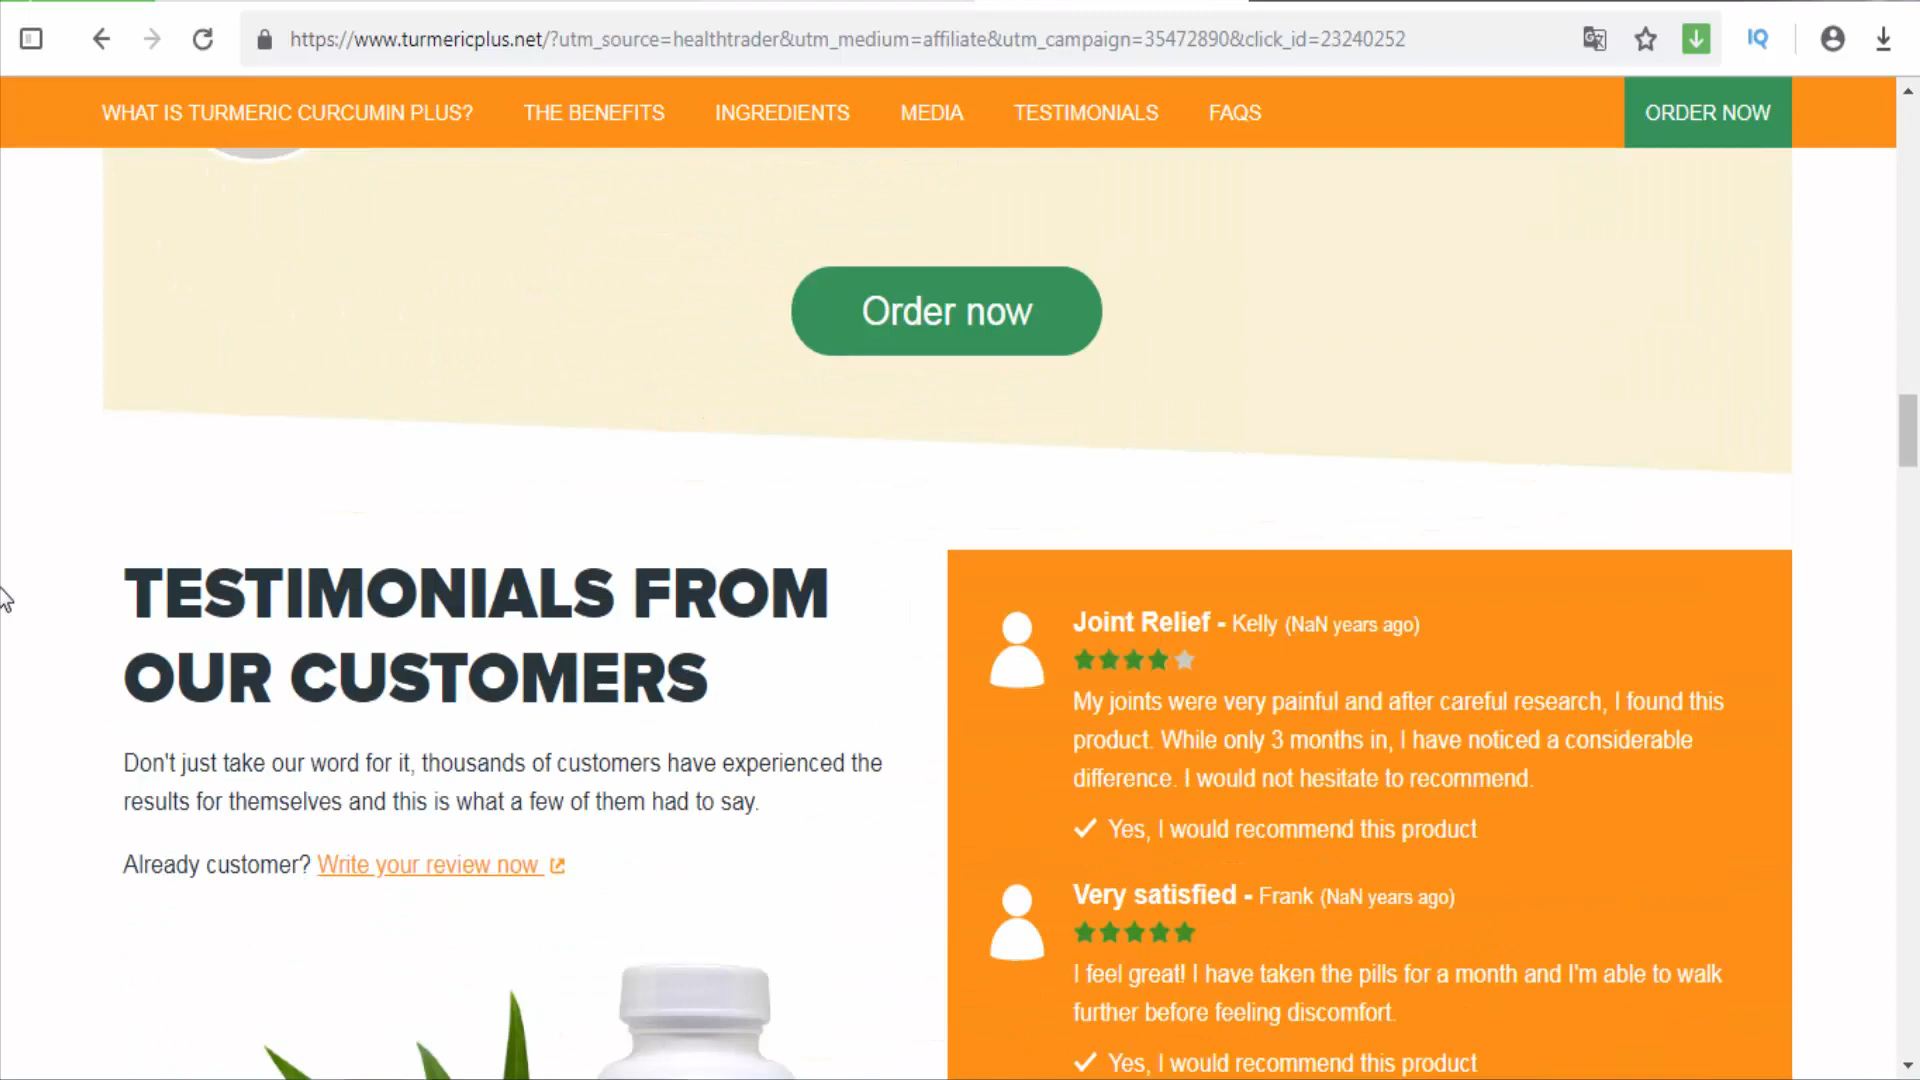 https://www.turmericplus.net/?utm_source=healthtrader&utm_medium=affiliate&utm_campaign=35472890&click_id=23240252
IQ
WHAT IS TURMERIC CURCUMIN PLUS? THE BENEFITS INGREDIENTS MEDIA TESTIMONIALS FAQS ORDER NOW
Order now
TESTIMONIALS FROM
OUR CUSTOMERS
Don't just take our word for it, thousands of customers have experienced the
results for themselves and this is what a few of them had to say.
Already customer? Write your review now
Joint Relief - Kelly (NaN years ago)
My joints were very painful and after careful research, I found this
product. While only 3 months in, I have noticed a considerable
difference. I would not hesitate to recommend.
Yes, I would recommend this product
Very satisfied - Frank (NaN years ago)
I feel great! I have taken the pills for a month and I'm able to walk
further before feeling discomfort.
Yes, I would recommend this product